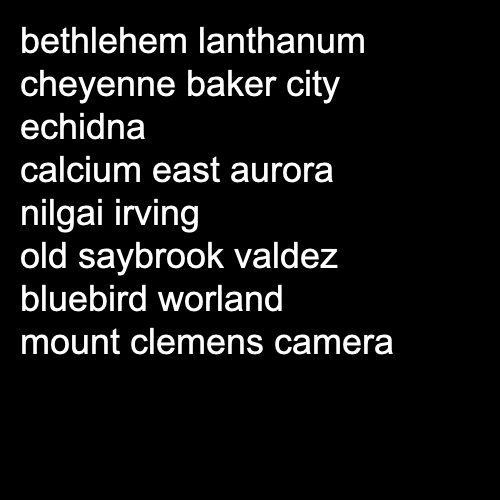 bethlehem lanthanum
cheyenne baker city
echidna
calcium east aurora
nilgai irving
old saybrook valdez
bluebird worland
mount clemens camera